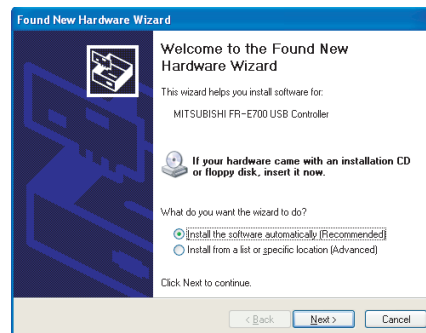 Found New Hardware Wizard
Welcome to the Found New
Hardware Wizard
This wizard helps you install software for:
MITSUBISHI FR-E700 USB Controller
If your hardware came with an installation CD
or floppy disk, insert it now.
What do you want the wizard to do?
Install the software automatically (Recommended)
Install from a list or specific location (Advanced)
Click Next to continue.
< Back Next > Cancel